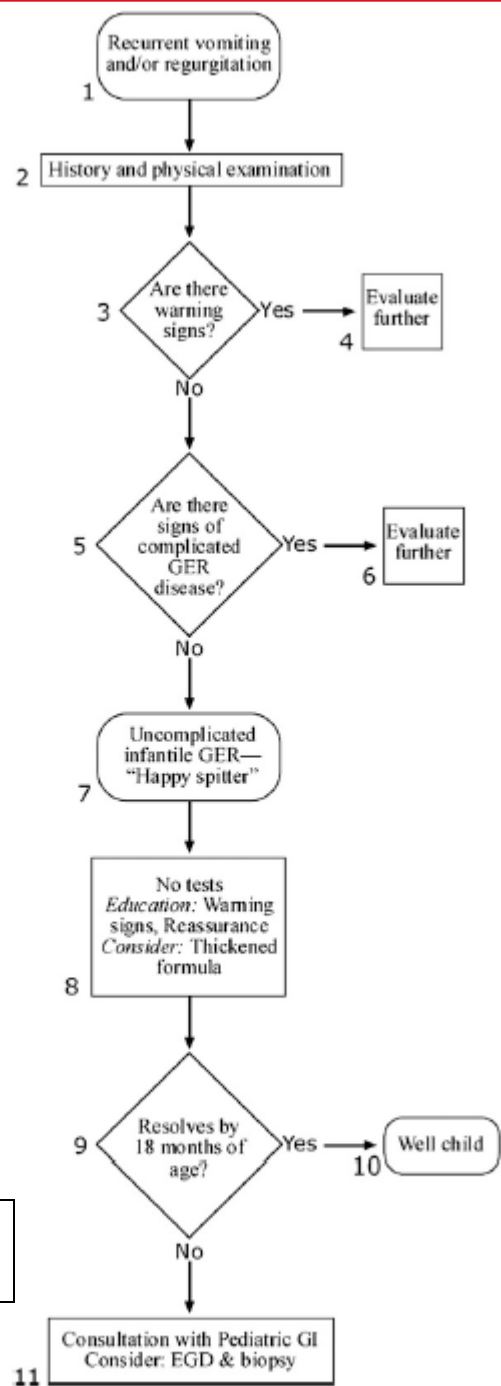 Recurrent vomiting
and/or regurgitation
1
2 History and physical examination
3
Are there
warning
signs?
Yes
Evaluate
further
4
No
5
Are there
signs of
complicated
GER
disease?
Yes
Evaluate
further
6
No
Uncomplicated
infantile GER—
“Happy spitter”
7
No tests
Education: Warning
signs, Reassurance
Consider: Thickened
formula
8
9
Resolves by
18 months of
age?
Yes
10
Well child
No
Consultation with Pediatric GI
Consider: EGD & biopsy
11